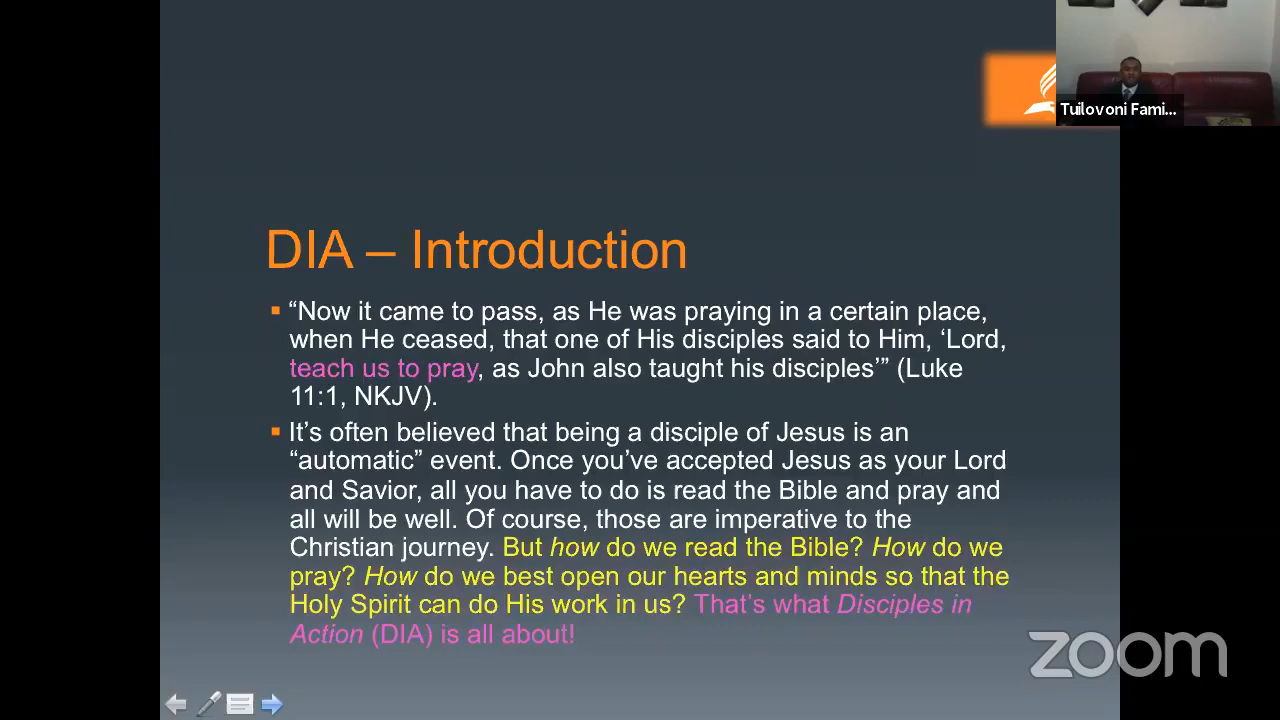 Tuilovoni Fami...
DIA – Introduction
“Now it came to pass, as He was praying in a certain place,
when He ceased, that one of His disciples said to Him, ‘Lord,
teach us to pray, as John also taught his disciples’” (Luke
11:1, NKJV).
It’s often believed that being a disciple of Jesus is an
“automatic” event. Once you’ve accepted Jesus as your Lord
and Savior, all you have to do is read the Bible and pray and
all will be well. Of course, those are imperative to the
Christian journey. But how do we read the Bible? How do we
pray? How do we best open our hearts and minds so that the
Holy Spirit can do His work in us? That’s what Disciples in
Action (DIA) is all about!
zoom